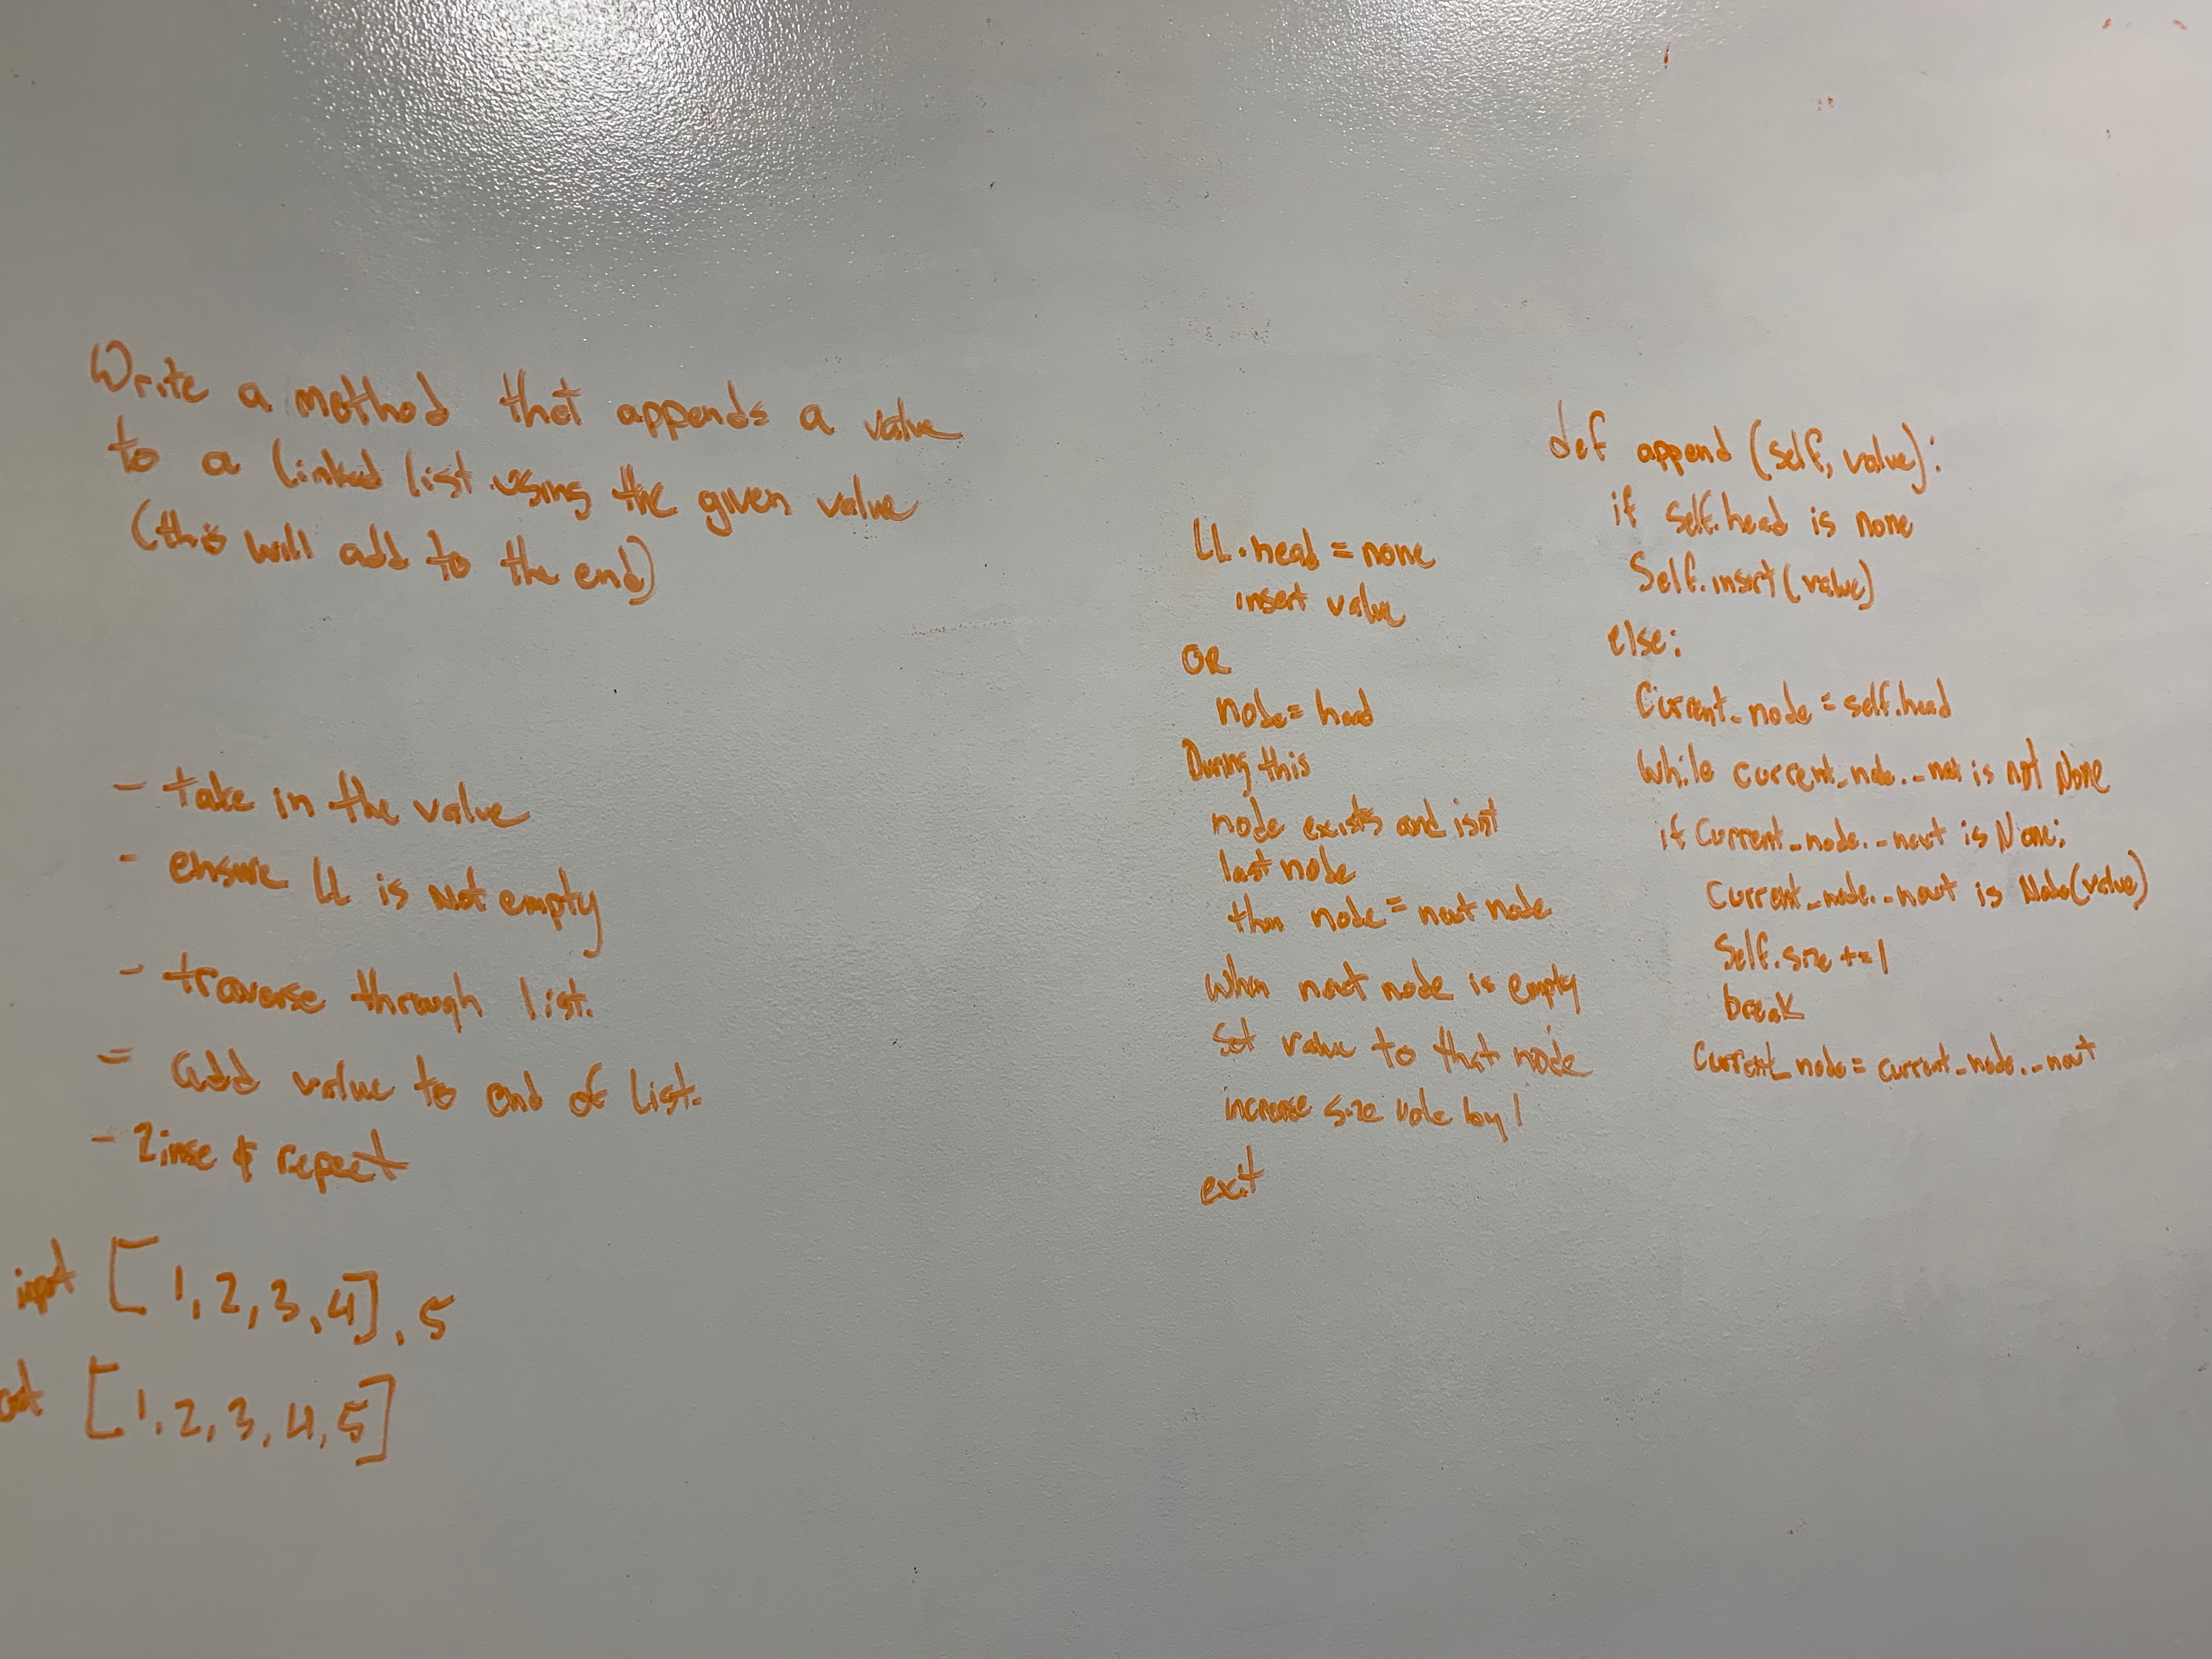 Write a method that appends a value
to a linked list using the given value
(this will add to the end)
- take in the value
- ensure LL is not empty
- traverse through list.
= add value to end of list.
- Rinse & repeat
input [1,2,3,4], 5
out [1,2,3,4,5]
LL.head = none
insert value
OR
node = head
During this
node exists and isnt
last node
then node = next node
when next node is empty
Set value to that node
increase size by 1
exit
def append (self, value):
if self.head is none
Self.insert(value)
else:
Current_node = self.head
While current_node._next is not None
if Current_node._next is None:
Current_node._next is Node(value)
Self.size +=1
break
Current_node = current_node._next